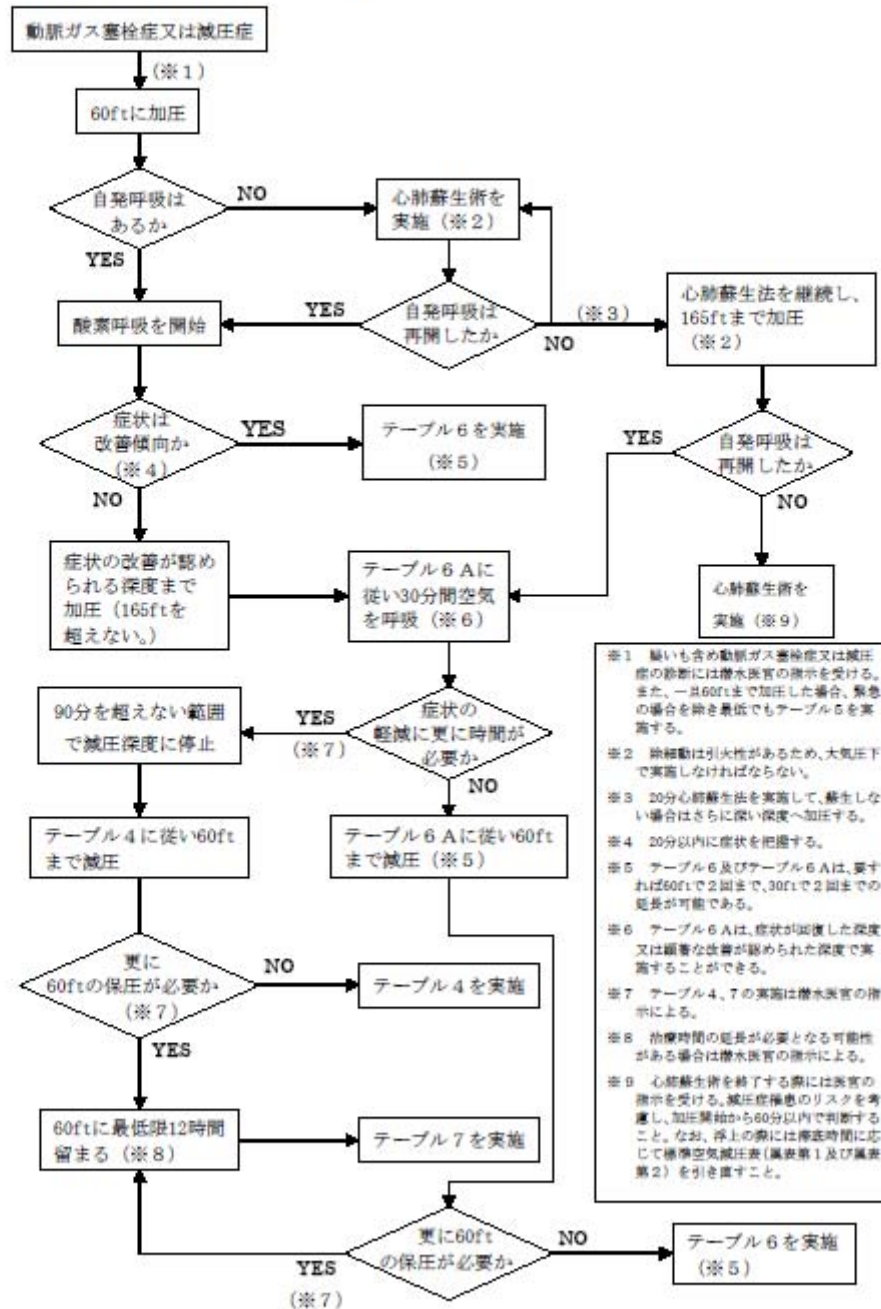 動脈ガス塞栓症又は減圧症
(※1)
60ftに加圧
自発呼吸は
あるか
NO
YES
心肺蘇生術を
実施(※2)
酸素呼吸を開始
YES
自発呼吸は
再開したか
(※3)
NO
心肺蘇生法を継続し、
165ftまで加圧
(※2)
症状は
改善傾向か
(※4)
YES
NO
テーブル6を実施
(※5)
YES
自発呼吸は
再開したか
NO
症状の改善が認め
られる深度まで
加圧(165ftを
超えない。)
テーブル6Aに
従い30分間空気
を呼吸(※6)
心肺蘇生術を
実施(※9)
90分を超えない範囲
で減圧深度に停止
YES
(※7)
症状の
軽減に更に時間が
必要か
NO
テーブル4に従い60ft
まで減圧
テーブル6Aに従い60ft
まで減圧(※5)
更に
60ftの保圧が必要か
(※7)
NO
YES
テーブル4を実施
60ftに最低限12時間
留まる(※8)
テーブル7を実施
更に60ft
の保圧が必要か
YES
(※7)
NO
テーブル6を実施
(※5)
※1 疑いも含め動脈ガス塞栓症又は減圧
症の診断には潜水医官の指示を受ける。
また、一旦60ftまで加圧した場合、緊急
の場合を除き最低でもテーブル5を実
施する。
※2 除細動は引火性があるため、大気圧下
で実施しなければならない。
※3 20分心肺蘇生法を実施して、蘇生しな
い場合はさらに深い深度へ加圧する。
※4 20分以内に症状を把握する。
※5 テーブル6及びテーブル6Aは、要す
れば60ftで2回まで、30ftで2回までの
延長が可能である。
※6 テーブル6Aは、症状が回復した深度
又は顕著な改善が認められた深度で実
施することができる。
※7 テーブル4、7の実施は潜水医官の指
示による。
※8 治療時間の延長が必要となる可能性
がある場合は潜水医官の指示による。
※9 心肺蘇生術を終了する際には医官の
指示を受ける。減圧症罹患のリスクを考
慮し、加圧開始から60分以内で判断する
こと。なお、浮上の際には滞底時間に応
じて標準空気減圧表(属表第1及び属表
第2)を引き直すこと。